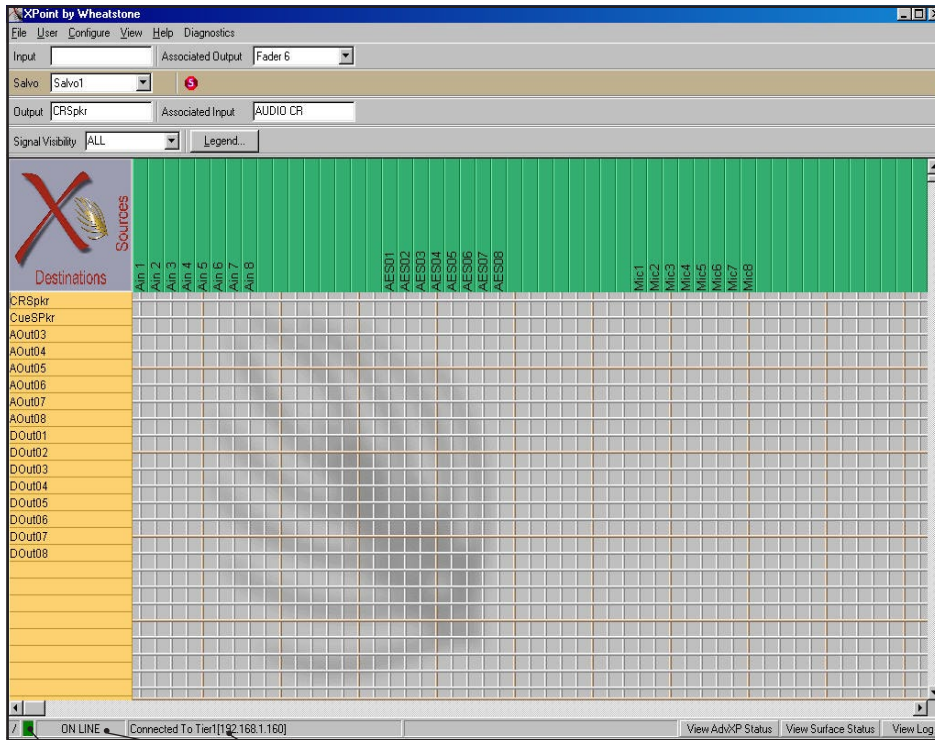 XPoint by Wheatstone
File User Configure View Help Diagnostics
Input Associated Output Fader 6
Salvo Salvo1 S
Output CRSpkr Associated Input AUDIO CR
Signal Visibility ALL Legend...
X Sources
Destinations
Ain 1
Ain 2
Ain 3
Ain 4
Ain 5
Ain 6
Ain 7
Ain 8
AES01
AES02
AES03
AES04
AES05
AES06
AES07
AES08
Mic1
Mic2
Mic3
Mic4
Mic5
Mic6
Mic7
Mic8
CRSpkr
CueSPkr
AOut03
AOut04
AOut05
AOut06
AOut07
AOut08
DOut01
DOut02
DOut03
DOut04
DOut05
DOut06
DOut07
DOut08
/ ON LINE Connected To Tier1[192.168.1.160] View AdvXP Status View Surface Status View Log